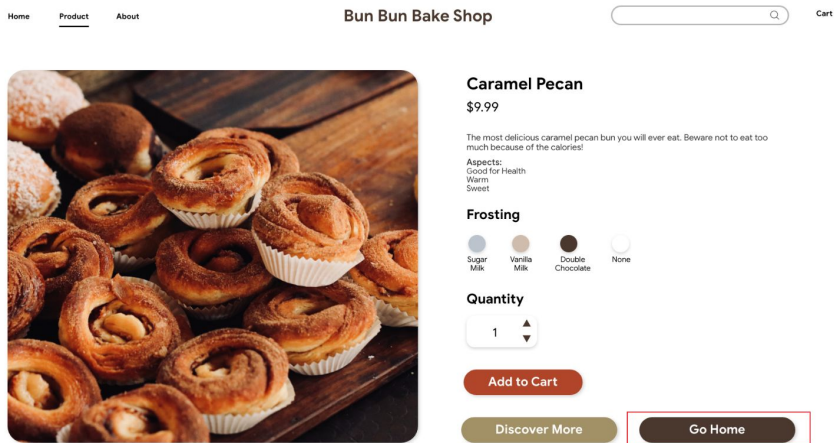 Home
Product
About
Bun Bun Bake Shop
Cart
Caramel Pecan
$9.99
The most delicious caramel pecan bun you will ever eat. Beware not to eat too
much because of the calories!
Aspects:
Good for Health
Warm
Sweet
Frosting
Sugar
Milk
Vanilla
Milk
Double
Chocolate
None
Quantity
1
Add to Cart
Discover More
Go Home